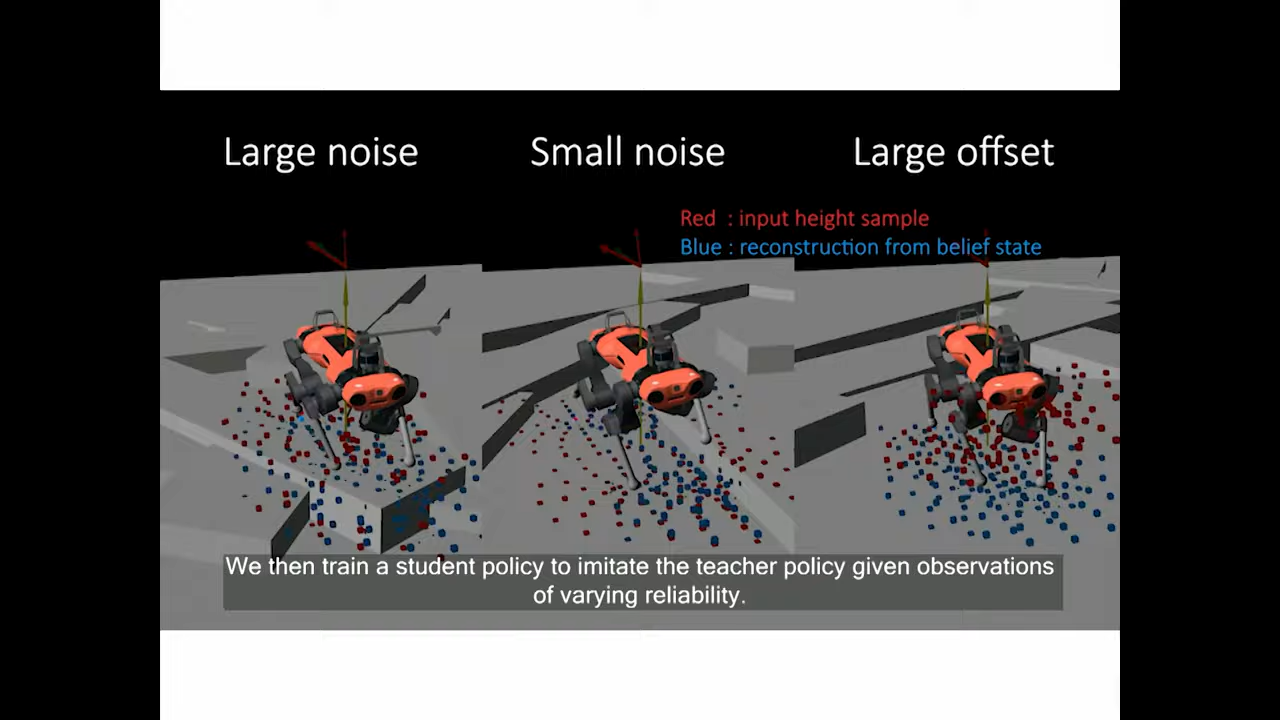 Large noise
Small noise
Large offset
Red : input height sample
Blue : reconstruction from belief state
We then train a student policy to imitate the teacher policy given observations
of varying reliability.